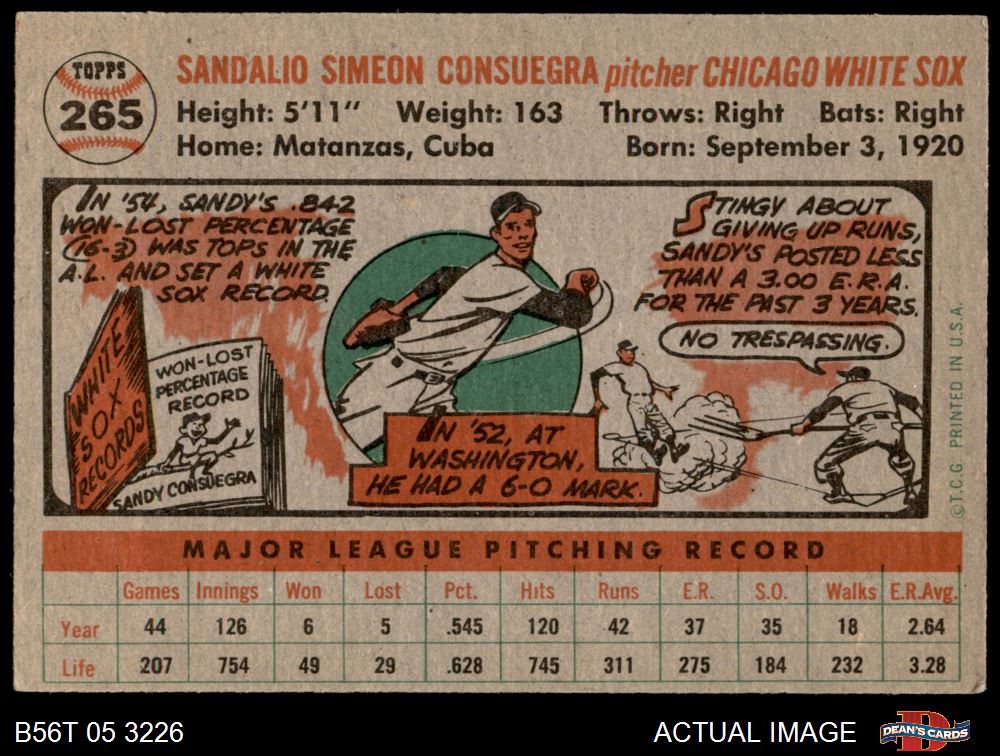 TOPPS
265
SANDALIO SIMEON CONSUEGRA pitcher CHICAGO WHITE SOX
Height: 5'11" Weight: 163 Throws: Right Bats: Right
Home: Matanzas, Cuba Born: September 3, 1920
IN '54, SANDY'S .842
WON-LOST PERCENTAGE
(16-3) WAS TOPS IN THE
A.L. AND SET A WHITE
SOX RECORD.
WHITE
SOX
RECORDS
WON-LOST
PERCENTAGE
RECORD
SANDY CONSUEGRA
IN '52, AT
WASHINGTON,
HE HAD A 6-0 MARK.
STINGY ABOUT
GIVING UP RUNS,
SANDY'S POSTED LESS
THAN A 3.00 E.R.A.
FOR THE PAST 3 YEARS.
NO TRESPASSING.
©T.C.G. PRINTED IN U.S.A.
MAJOR LEAGUE PITCHING RECORD
Games Innings Won Lost Pct. Hits Runs E.R. S.O. Walks E.R.Avg.
Year 44 126 6 5 .545 120 42 37 35 18 2.64
Life 207 754 49 29 .628 745 311 275 184 232 3.28
B56T 05 3226 ACTUAL IMAGE DEAN'S CARDS